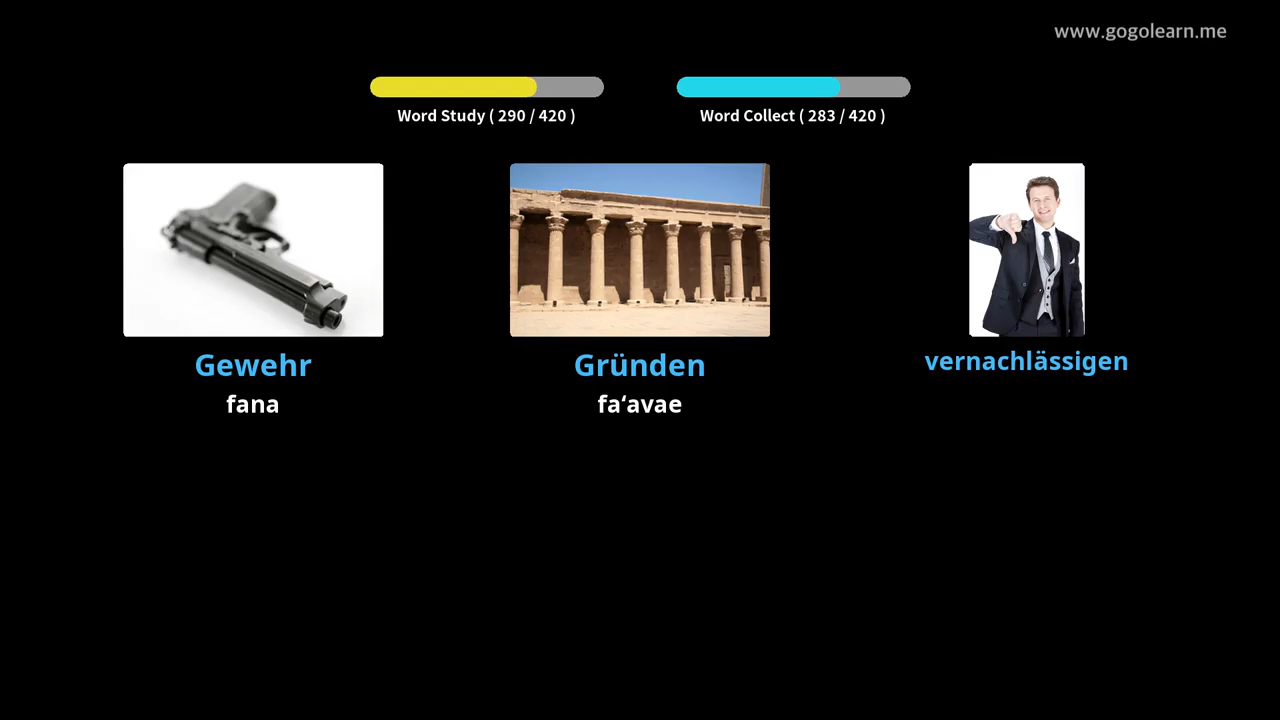 www.gogolearn.me
Word Study ( 290 / 420 )
Word Collect ( 283 / 420 )
Gewehr
fana
Gründen
fa‘avae
vernachlässigen